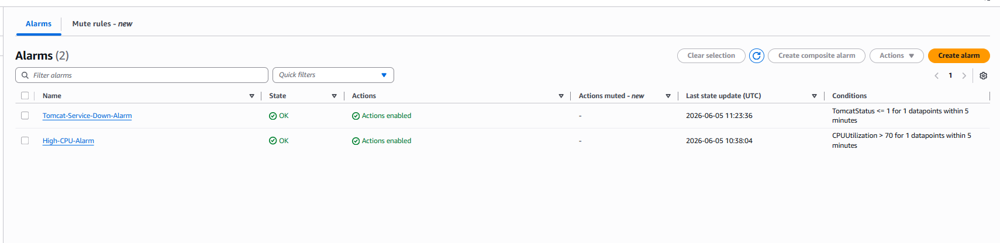 Alarms
Mute rules - new
Alarms (2)
Clear selection
Create composite alarm
Actions
Create alarm
Filter alarms
Quick filters
1
Name
State
Actions
Actions muted - new
Last state update (UTC)
Conditions
Tomcat-Service-Down-Alarm
OK
Actions enabled
-
2026-06-05 11:23:36
TomcatStatus <= 1 for 1 datapoints within 5
minutes
High-CPU-Alarm
OK
Actions enabled
-
2026-06-05 10:38:04
CPUUtilization > 70 for 1 datapoints within 5
minutes